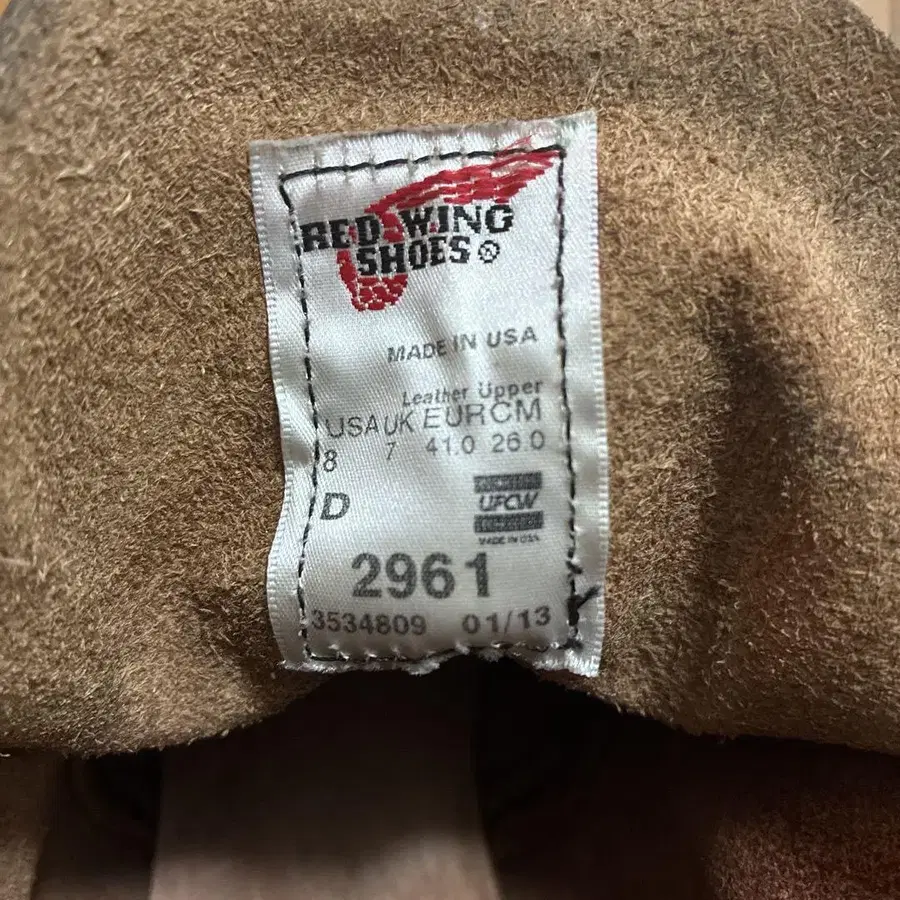 RED WING
SHOES ®
MADE IN USA
Leather Upper
USA UK EUR CM
8 7 41.0 26.0
D
UFCW
MADE IN USA
2961
3534809 01/13